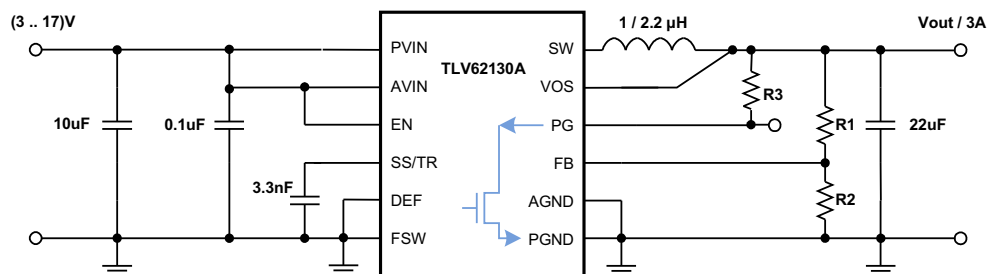 (3 .. 17)V
1 / 2.2 µH
Vout / 3A
TLV62130A
PVIN
AVIN
EN
SS/TR
DEF
FSW
SW
VOS
PG
FB
AGND
PGND
10uF
0.1uF
3.3nF
R3
R1
R2
22uF